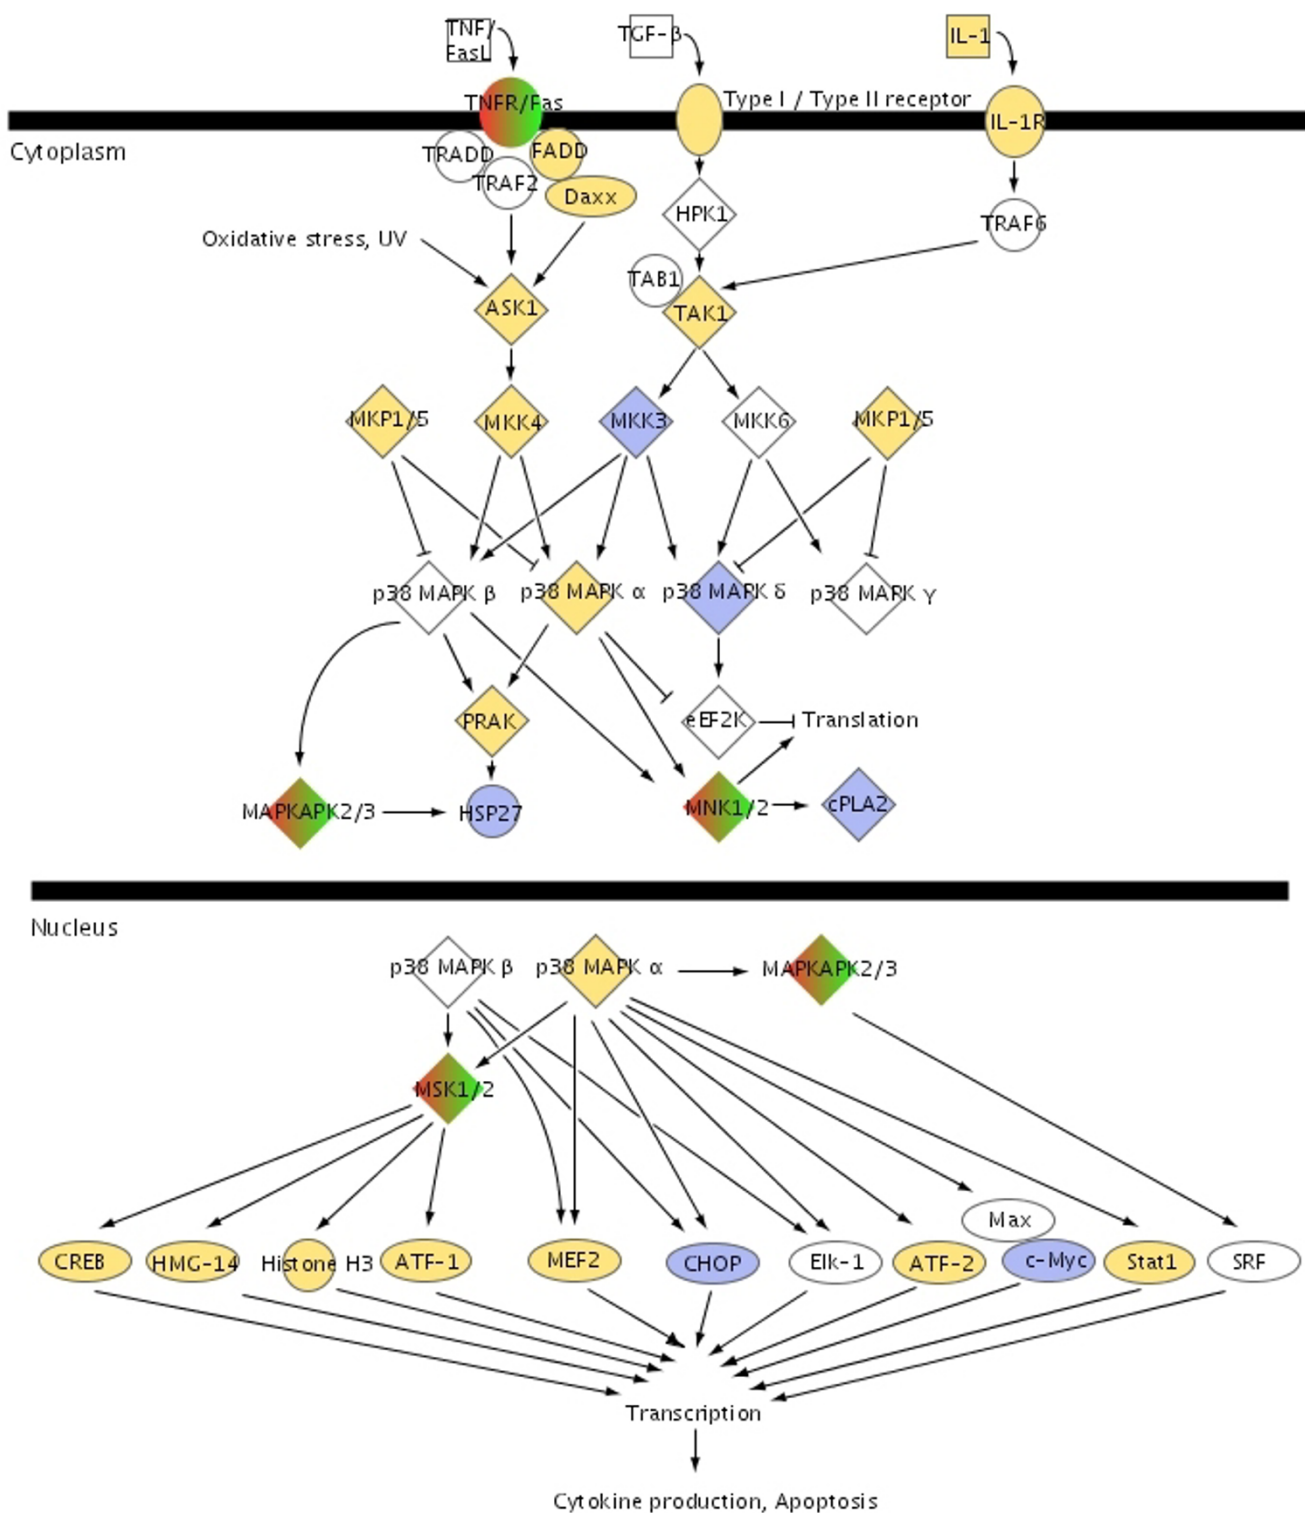 TNF/
FasL
TGF-β
IL-1
TNFR/Fas
Type I / Type II receptor
IL-1R
Cytoplasm
TRADD
FADD
TRAF2
Daxx
HPK1
TRAF6
Oxidative stress, UV
TAB1
ASK1
TAK1
MKP1/5
MKK4
MKK3
MKK6
MKP1/5
p38 MAPK β
p38 MAPK α
p38 MAPK δ
p38 MAPK γ
PRAK
eEF2K
Translation
MAPKAPK2/3
HSP27
MNK1/2
cPLA2
Nucleus
p38 MAPK β
p38 MAPK α
MAPKAPK2/3
MSK1/2
Max
CREB
HMG-14
Histone H3
ATF-1
MEF2
CHOP
Elk-1
ATF-2
c-Myc
Stat1
SRF
Transcription
Cytokine production, Apoptosis